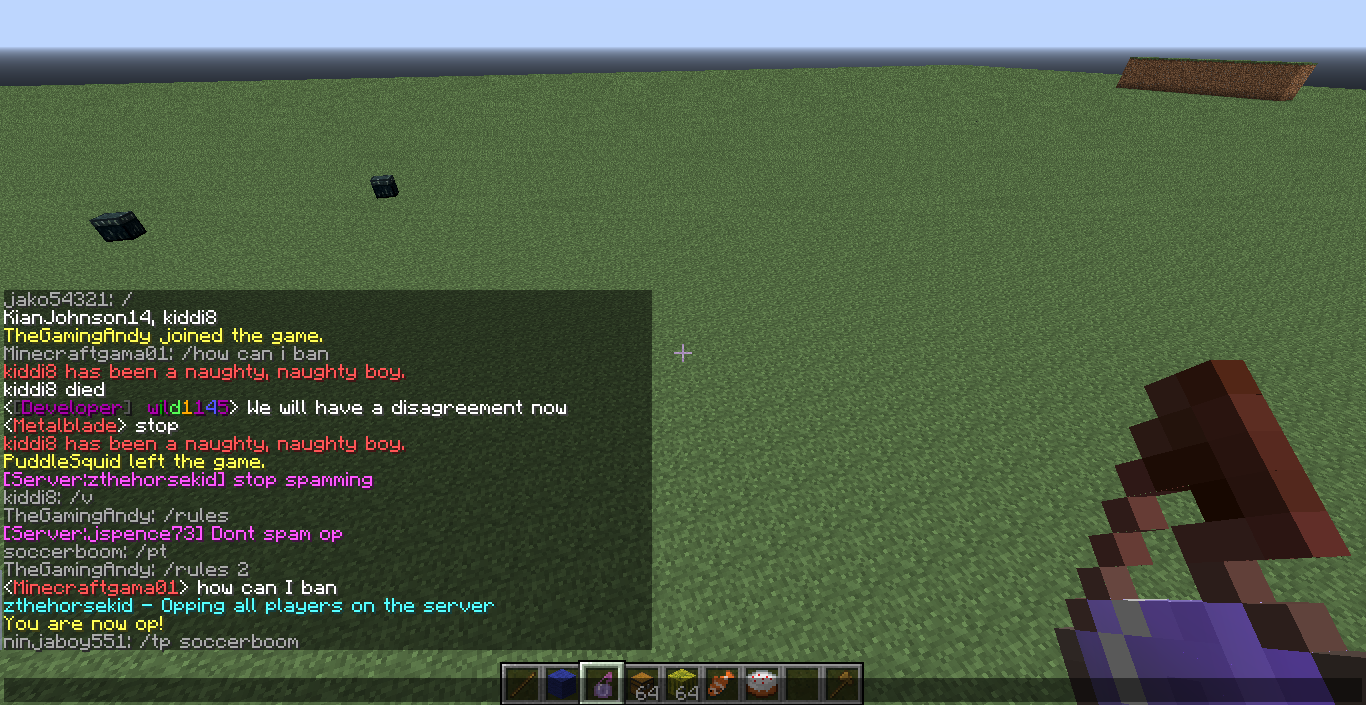 jako54321: /
KianJohnson14, kiddi8
TheGamingAndy joined the game.
Minecraftgama01: /how can i ban
kiddi8 has been a naughty, naughty boy.
kiddi8 died
<[Developer] wild1145> We will have a disagreement now
<Metalblade> stop
kiddi8 has been a naughty, naughty boy.
PuddleSquid left the game.
[Server:zthehorsekid] stop spamming
kiddi8: /v
TheGamingAndy: /rules
[Server:jspence73] Dont spam op
soccerboom: /pt
TheGamingAndy: /rules 2
<Minecraftgama01> how can I ban
zthehorsekid - Opping all players on the server
You are now op!
ninjaboy551: /tp soccerboom
64 64